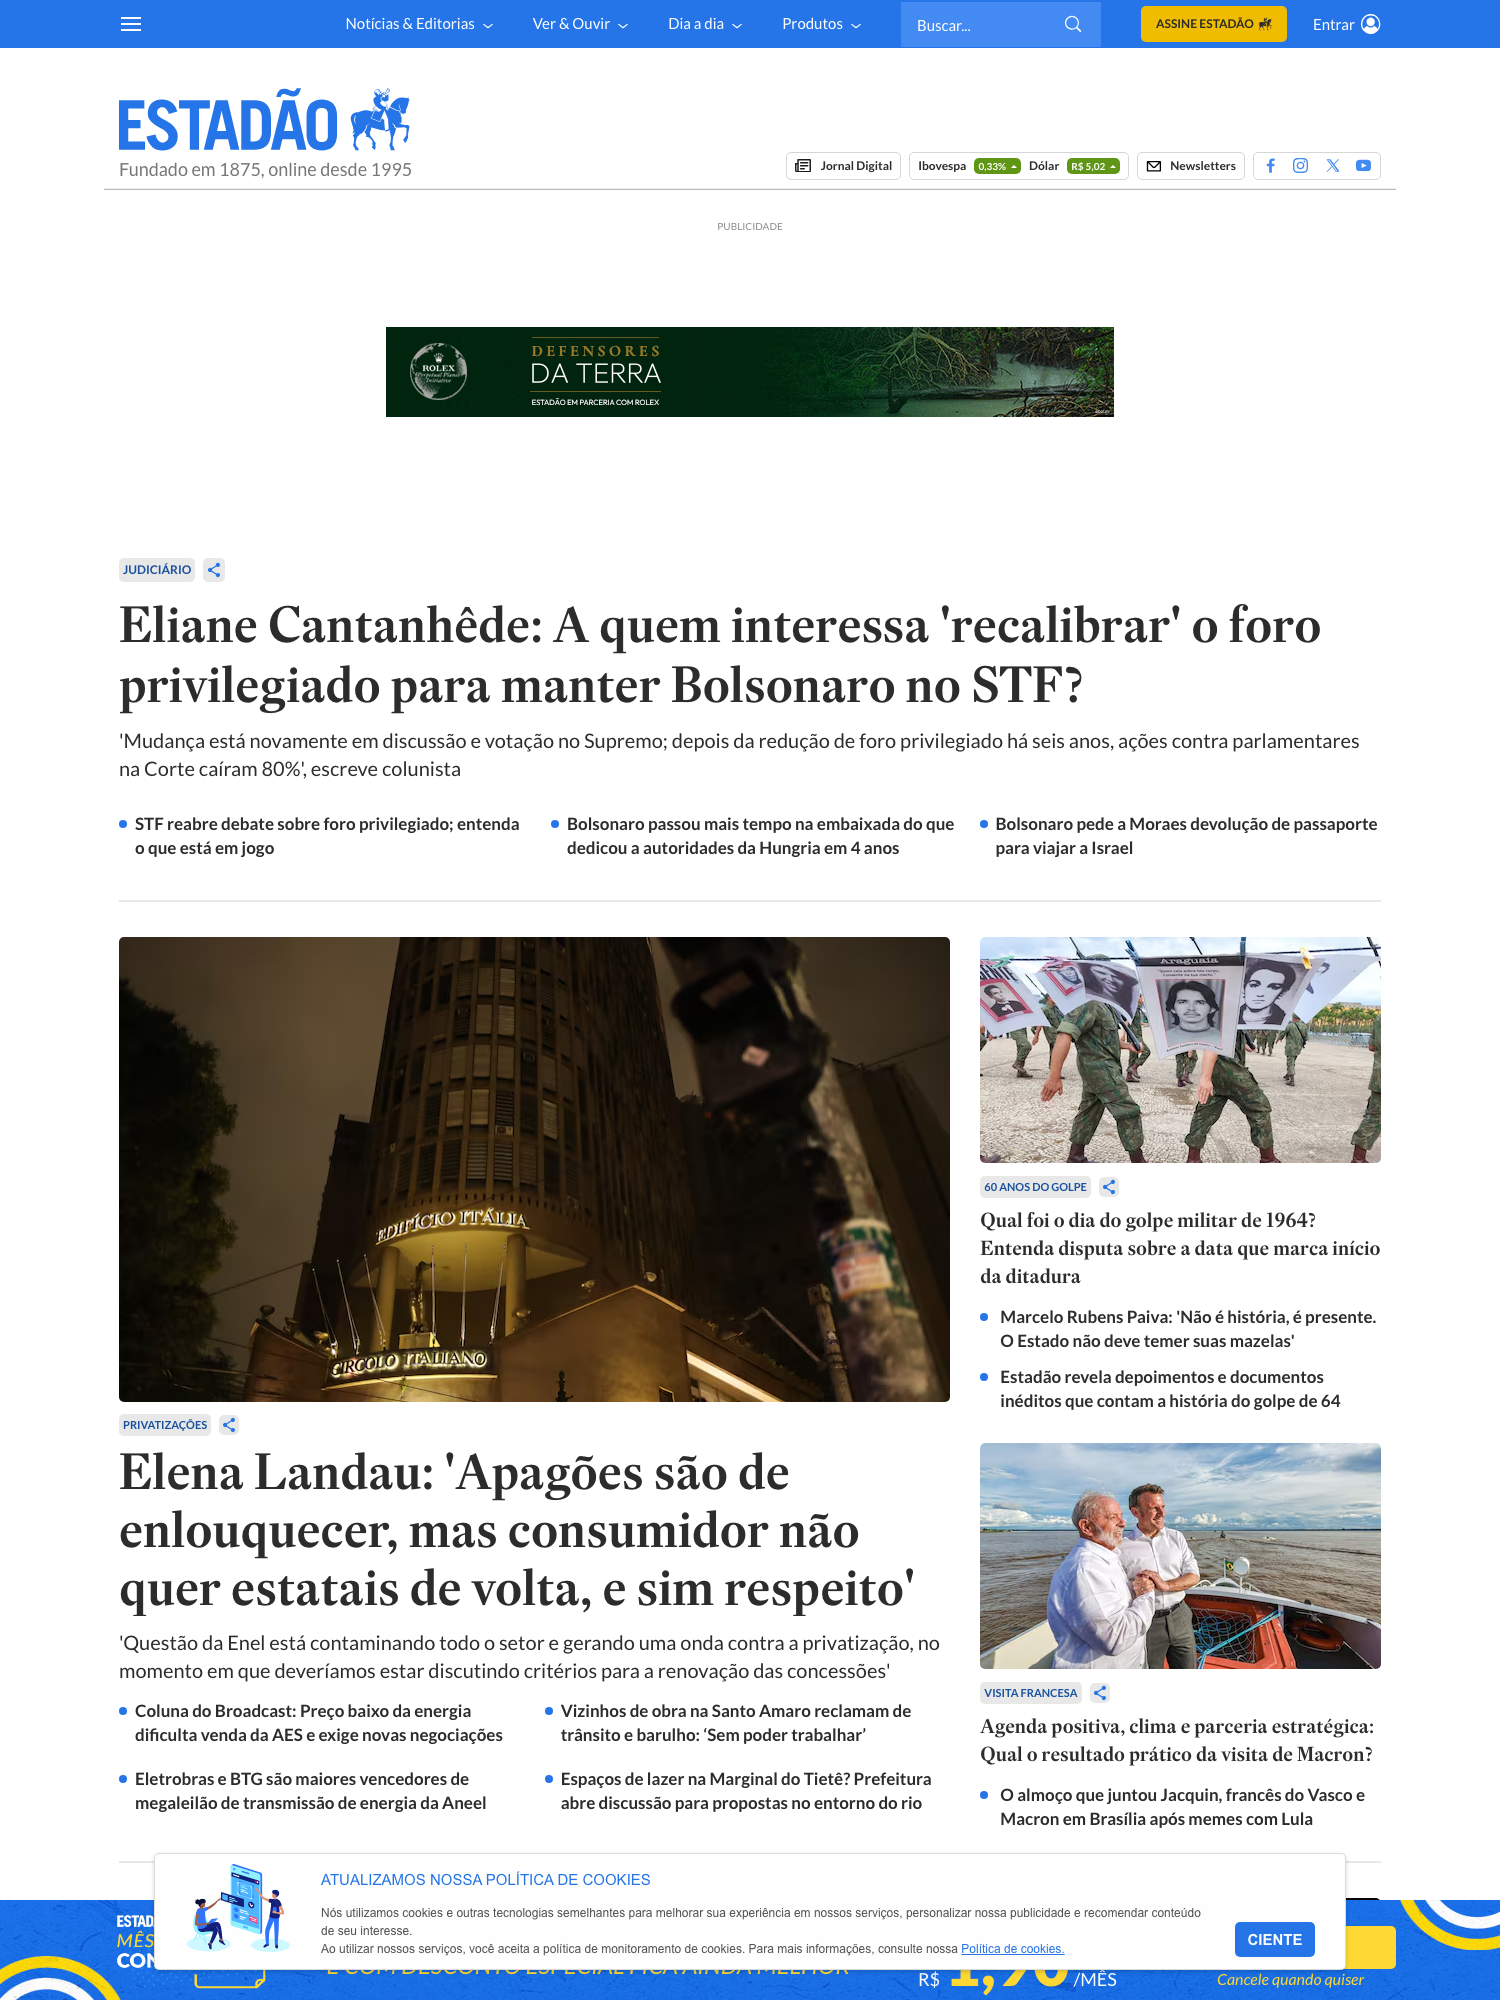 Notícias & Editorias
Ver & Ouvir
Dia a dia
Produtos
Buscar...
ASSINE ESTADÃO
Entrar
ESTADÃO
Fundado em 1875, online desde 1995
Jornal Digital
Ibovespa 0,33% Dólar R$ 5,02
Newsletters
PUBLICIDADE
ROLEX
Perpetual Planet
Initiative
DEFENSORES
DA TERRA
ESTADÃO EM PARCERIA COM ROLEX
JUDICIÁRIO
Eliane Cantanhêde: A quem interessa 'recalibrar' o foro
privilegiado para manter Bolsonaro no STF?
'Mudança está novamente em discussão e votação no Supremo; depois da redução de foro privilegiado há seis anos, ações contra parlamentares
na Corte caíram 80%', escreve colunista
STF reabre debate sobre foro privilegiado; entenda
o que está em jogo
Bolsonaro passou mais tempo na embaixada do que
dedicou a autoridades da Hungria em 4 anos
Bolsonaro pede a Moraes devolução de passaporte
para viajar a Israel
EDIFÍCIO ITÁLIA
CIRCOLO ITALIANO
PRIVATIZAÇÕES
Elena Landau: 'Apagões são de
enlouquecer, mas consumidor não
quer estatais de volta, e sim respeito'
'Questão da Enel está contaminando todo o setor e gerando uma onda contra a privatização, no
momento em que deveríamos estar discutindo critérios para a renovação das concessões'
Coluna do Broadcast: Preço baixo da energia
dificulta venda da AES e exige novas negociações
Vizinhos de obra na Santo Amaro reclamam de
trânsito e barulho: ‘Sem poder trabalhar’
Eletrobras e BTG são maiores vencedores de
megaleilão de transmissão de energia da Aneel
Espaços de lazer na Marginal do Tietê? Prefeitura
abre discussão para propostas no entorno do rio
Araguaia
60 ANOS DO GOLPE
Qual foi o dia do golpe militar de 1964?
Entenda disputa sobre a data que marca início
da ditadura
Marcelo Rubens Paiva: 'Não é história, é presente.
O Estado não deve temer suas mazelas'
Estadão revela depoimentos e documentos
inéditos que contam a história do golpe de 64
VISITA FRANCESA
Agenda positiva, clima e parceria estratégica:
Qual o resultado prático da visita de Macron?
O almoço que juntou Jacquin, francês do Vasco e
Macron em Brasília após memes com Lula
ATUALIZAMOS NOSSA POLÍTICA DE COOKIES
Nós utilizamos cookies e outras tecnologias semelhantes para melhorar sua experiência em nossos serviços, personalizar nossa publicidade e recomendar conteúdo
de seu interesse.
Ao utilizar nossos serviços, você aceita a política de monitoramento de cookies. Para mais informações, consulte nossa Política de cookies.
CIENTE
MÊS
R$ 1,90 /MÊS
Cancele quando quiser